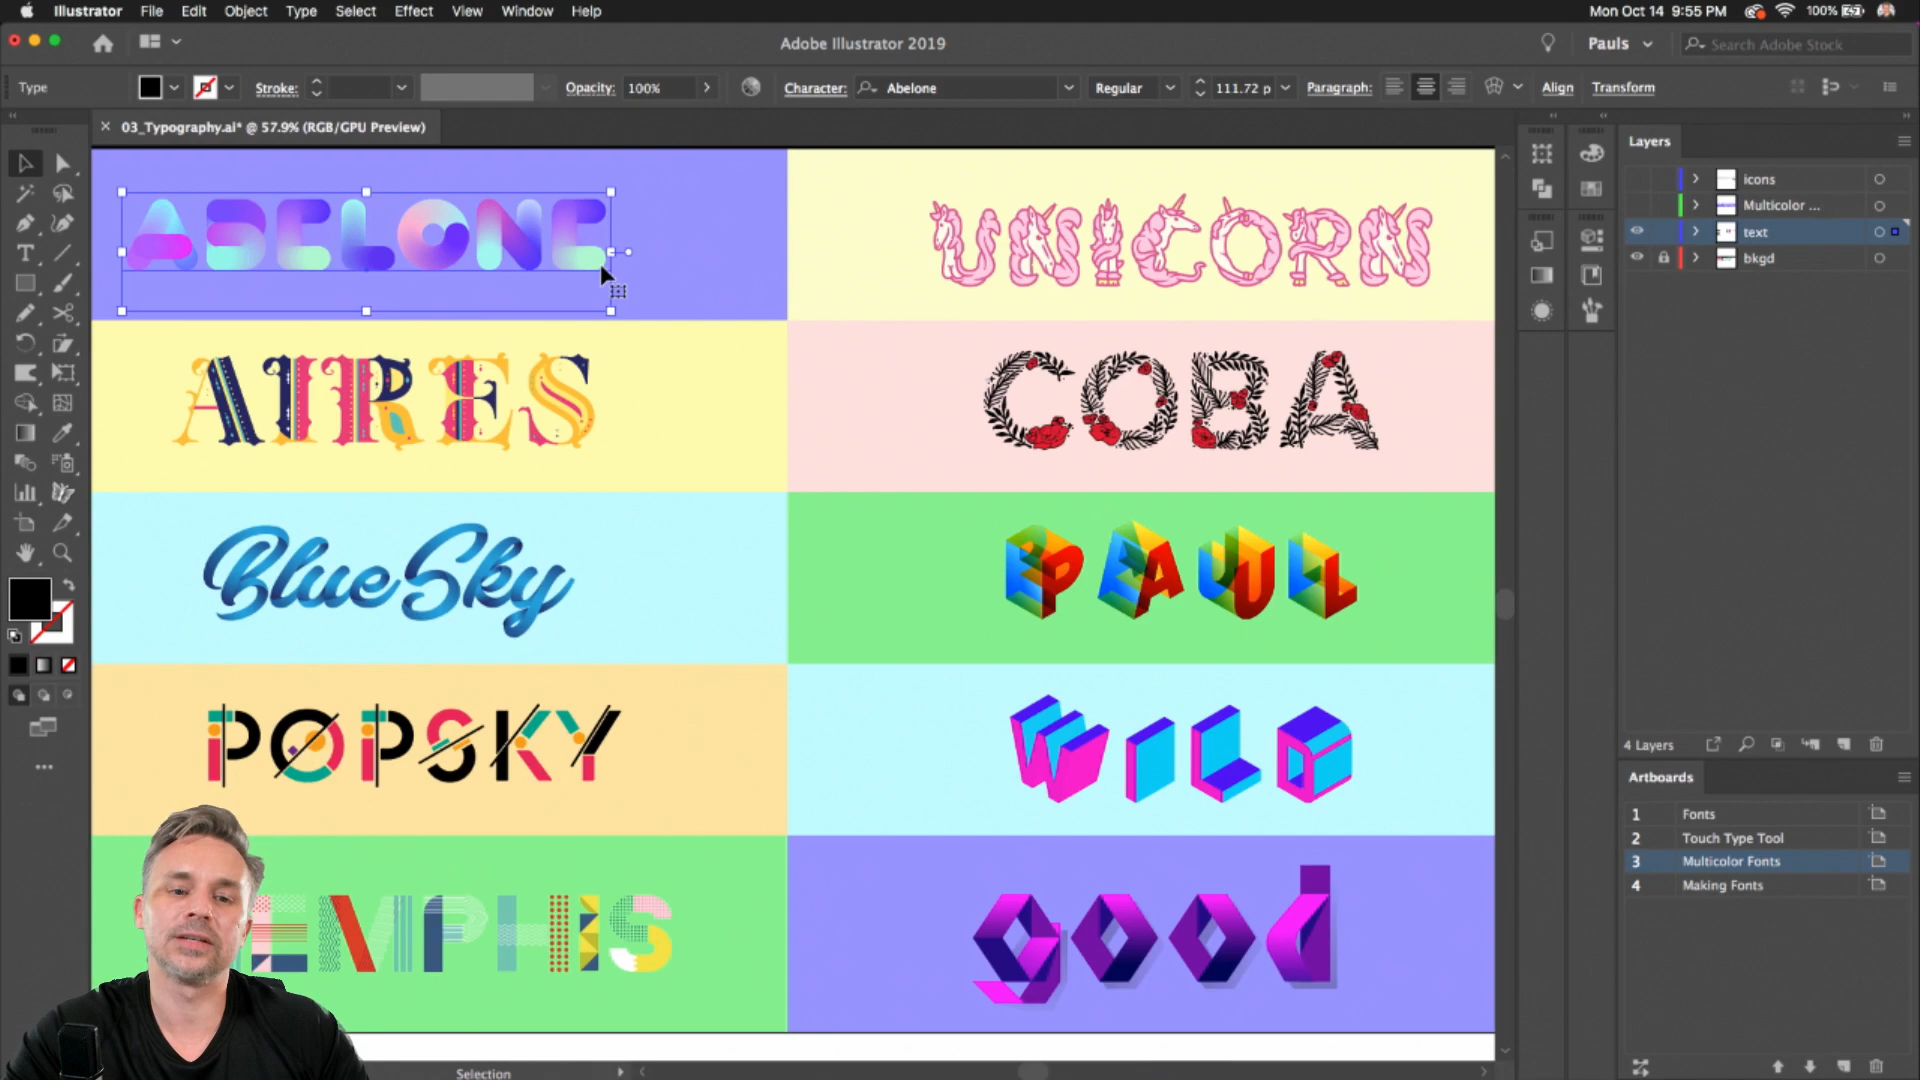 Illustrator File Edit Object Type Select Effect View Window Help
Mon Oct 14 9:55 PM 100%
Adobe Illustrator 2019
Pauls
Search Adobe Stock
Type Stroke: Opacity: 100% Character: Abelone Regular 111.72 p Paragraph: Align Transform
× 03_Typography.ai* @ 57.9% (RGB/GPU Preview)
ABELONE
UNICORN
AIRES
COBA
BlueSky
PAUL
POPSKY
WILD
EMPHIS
good
Layers
icons
Multicolor ...
text
bkgd
4 Layers
Artboards
1 Fonts
2 Touch Type Tool
3 Multicolor Fonts
4 Making Fonts
Selection